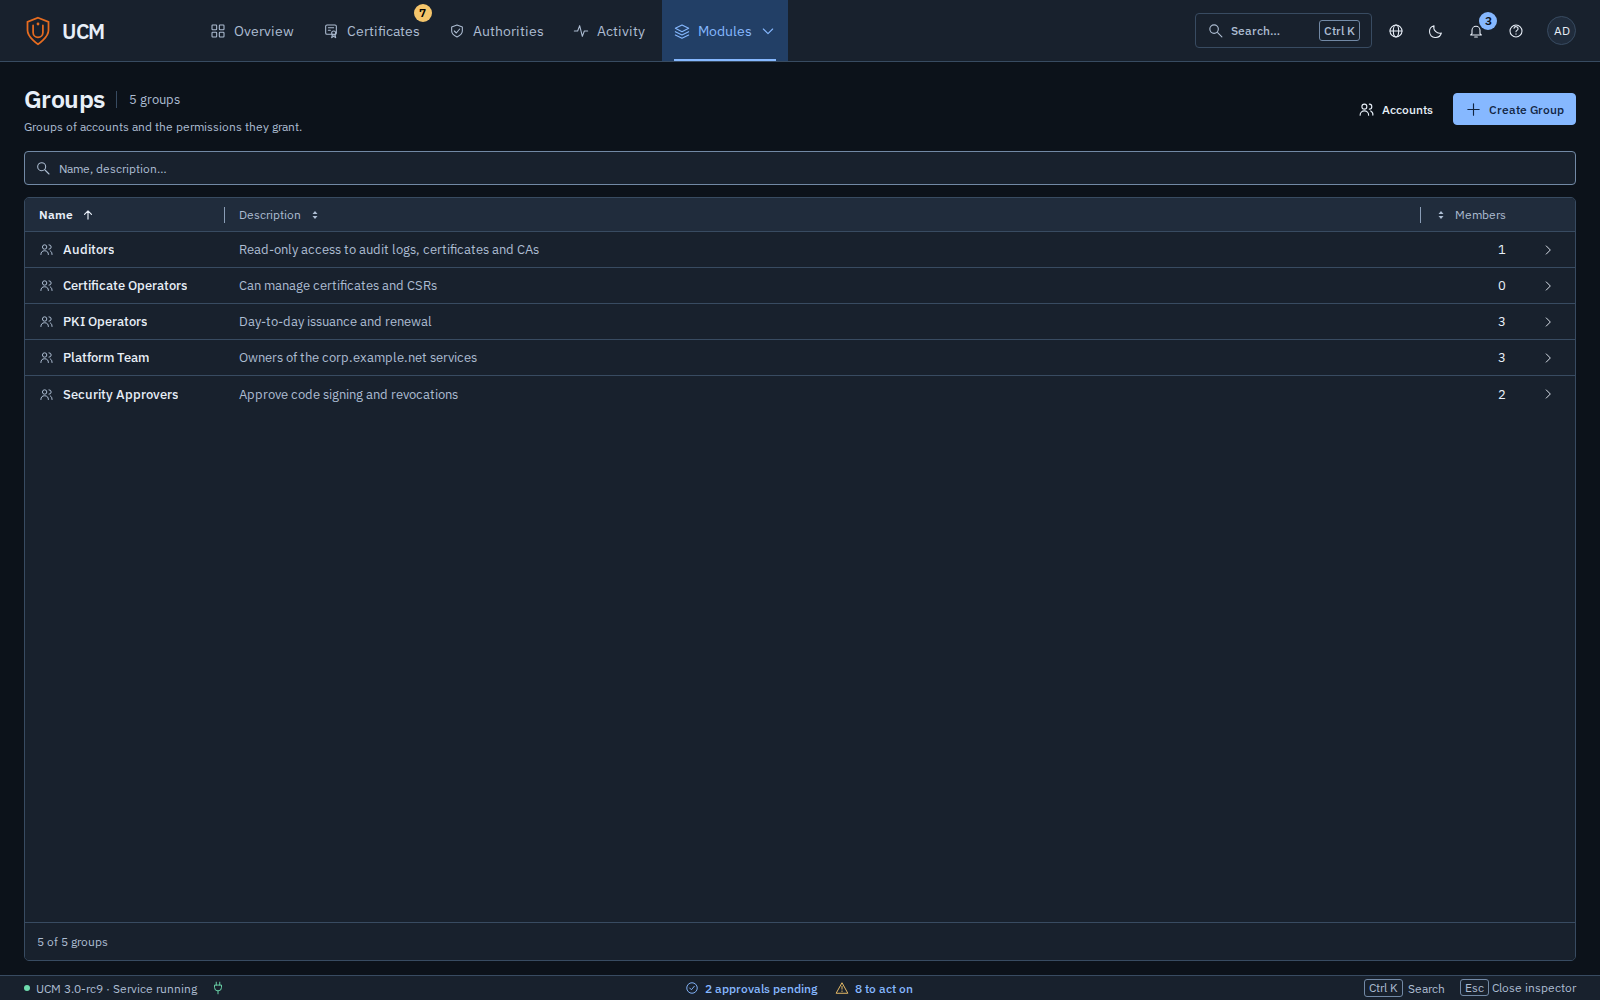 UCM
Overview
Certificates
7
Authorities
Activity
Modules
Search...
Ctrl K
3
AD
Groups
5 groups
Groups of accounts and the permissions they grant.
Accounts
Create Group
Name, description...
Name
Description
Members
Auditors
Read-only access to audit logs, certificates and CAs
1
Certificate Operators
Can manage certificates and CSRs
0
PKI Operators
Day-to-day issuance and renewal
3
Platform Team
Owners of the corp.example.net services
3
Security Approvers
Approve code signing and revocations
2
5 of 5 groups
UCM 3.0-rc9 · Service running
2 approvals pending
8 to act on
Ctrl K
Search
Esc
Close inspector